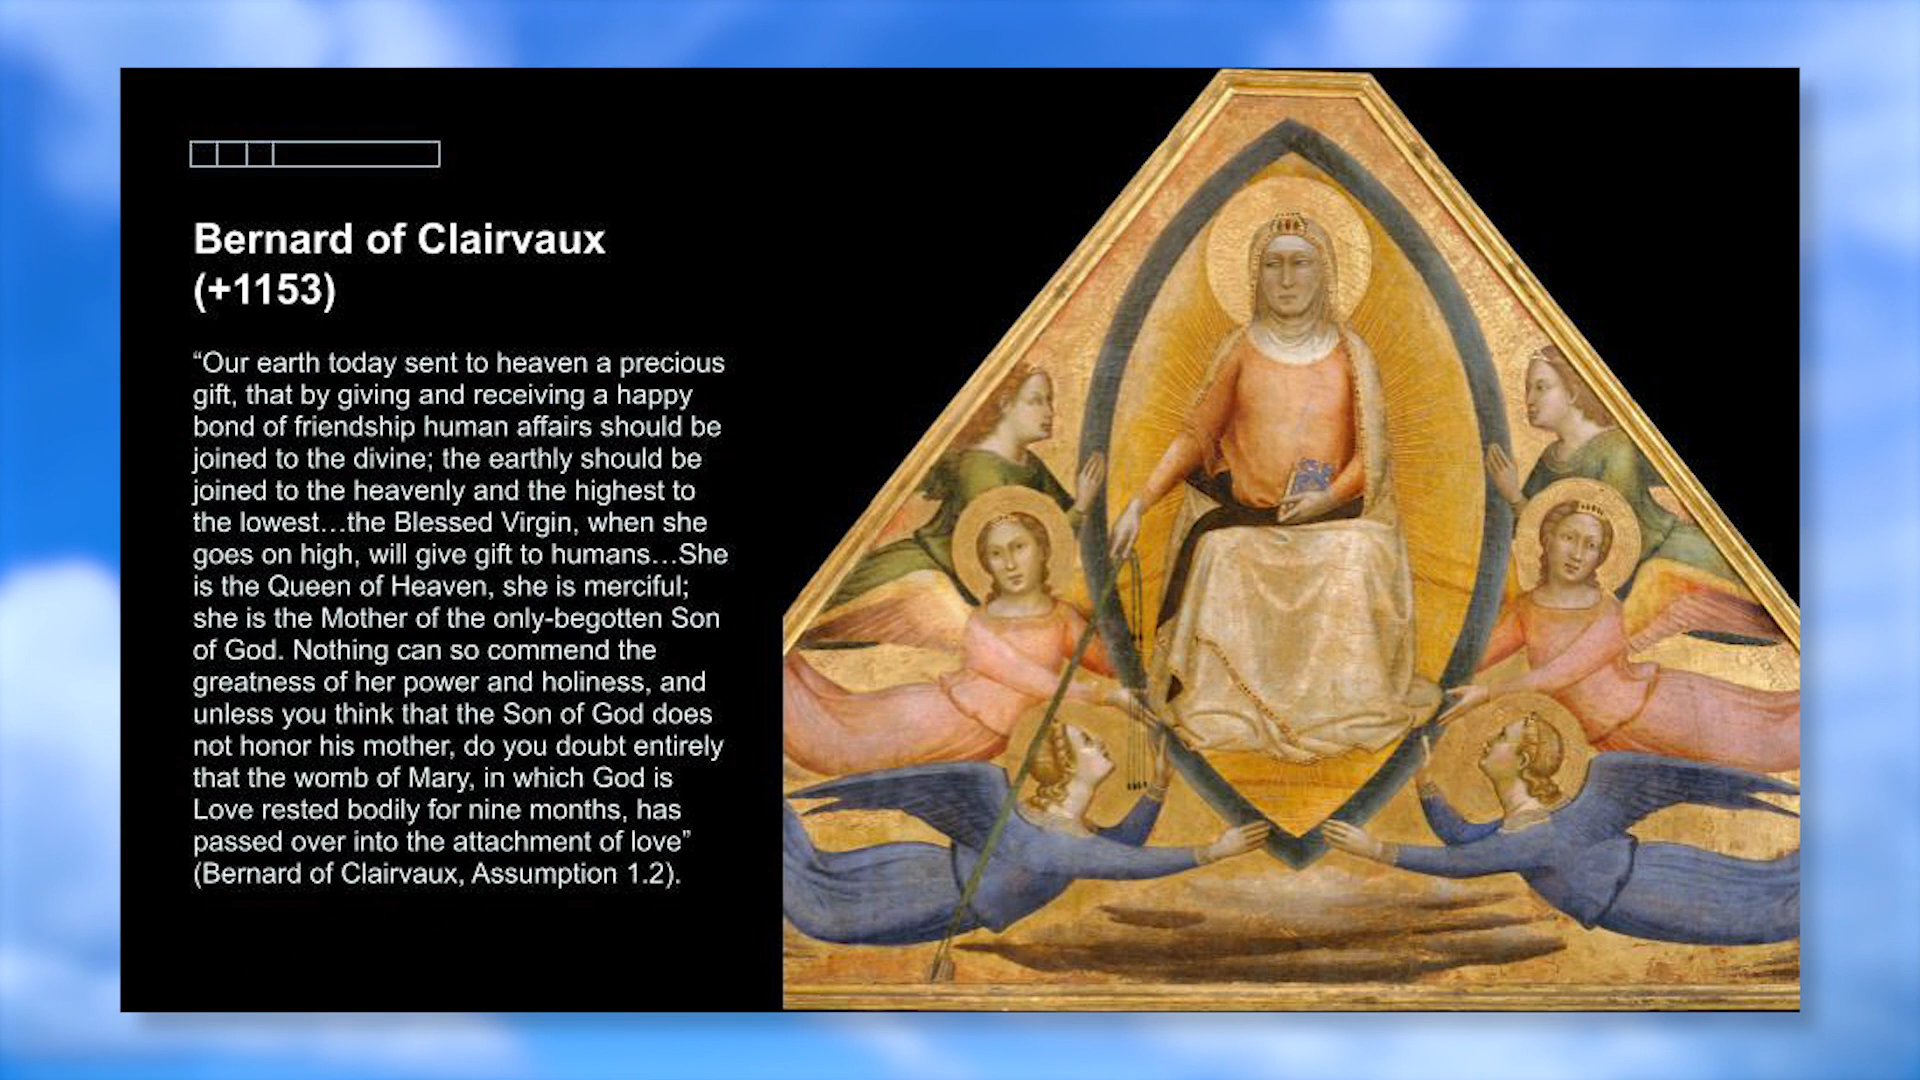 Bernard of Clairvaux
(+1153)
“Our earth today sent to heaven a precious
gift, that by giving and receiving a happy
bond of friendship human affairs should be
joined to the divine; the earthly should be
joined to the heavenly and the highest to
the lowest…the Blessed Virgin, when she
goes on high, will give gift to humans…She
is the Queen of Heaven, she is merciful;
she is the Mother of the only-begotten Son
of God. Nothing can so commend the
greatness of her power and holiness, and
unless you think that the Son of God does
not honor his mother, do you doubt entirely
that the womb of Mary, in which God is
Love rested bodily for nine months, has
passed over into the attachment of love”
(Bernard of Clairvaux, Assumption 1.2).